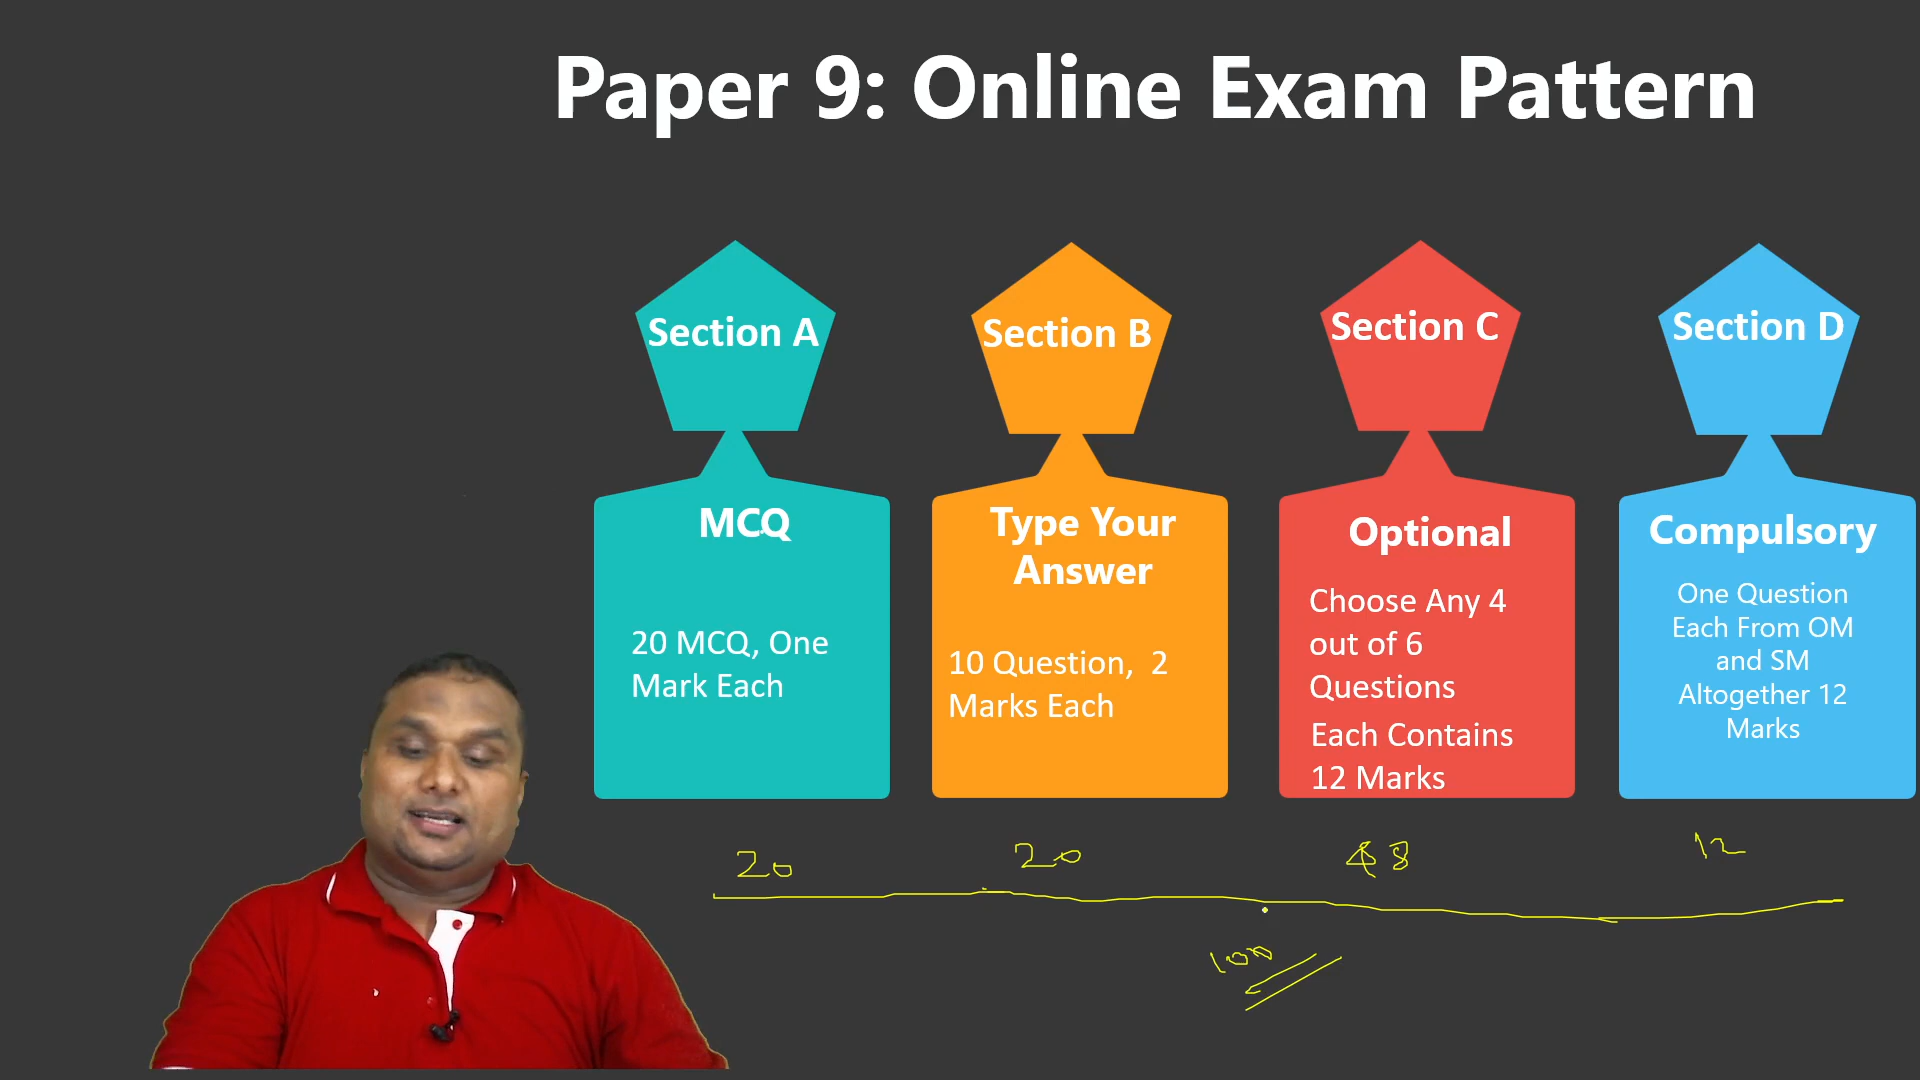 Paper 9: Online Exam Pattern
Section A
MCQ
20 MCQ, One
Mark Each
Section B
Type Your
Answer
10 Question, 2
Marks Each
Section C
Optional
Choose Any 4
out of 6
Questions
Each Contains
12 Marks
Section D
Compulsory
One Question
Each From OM
and SM
Altogether 12
Marks
20
20
48
12
100